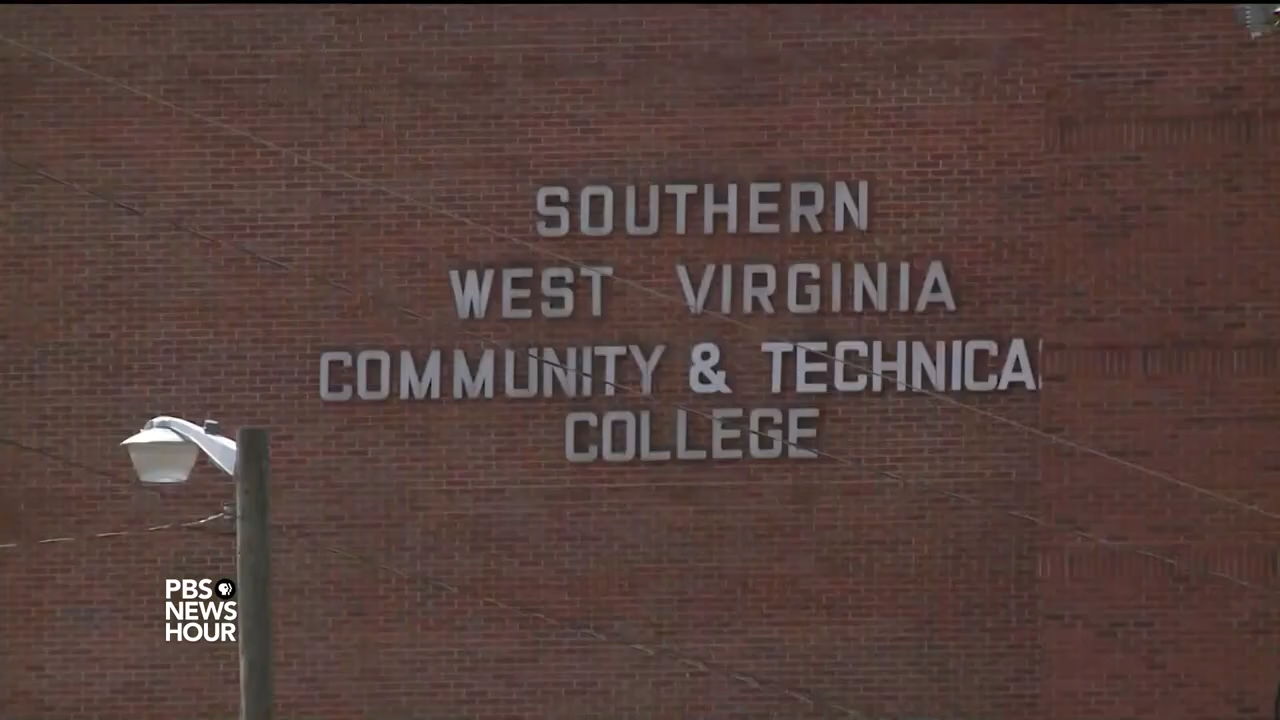 SOUTHERN
WEST VIRGINIA
COMMUNITY & TECHNICA
COLLEGE
PBS
NEWS
HOUR